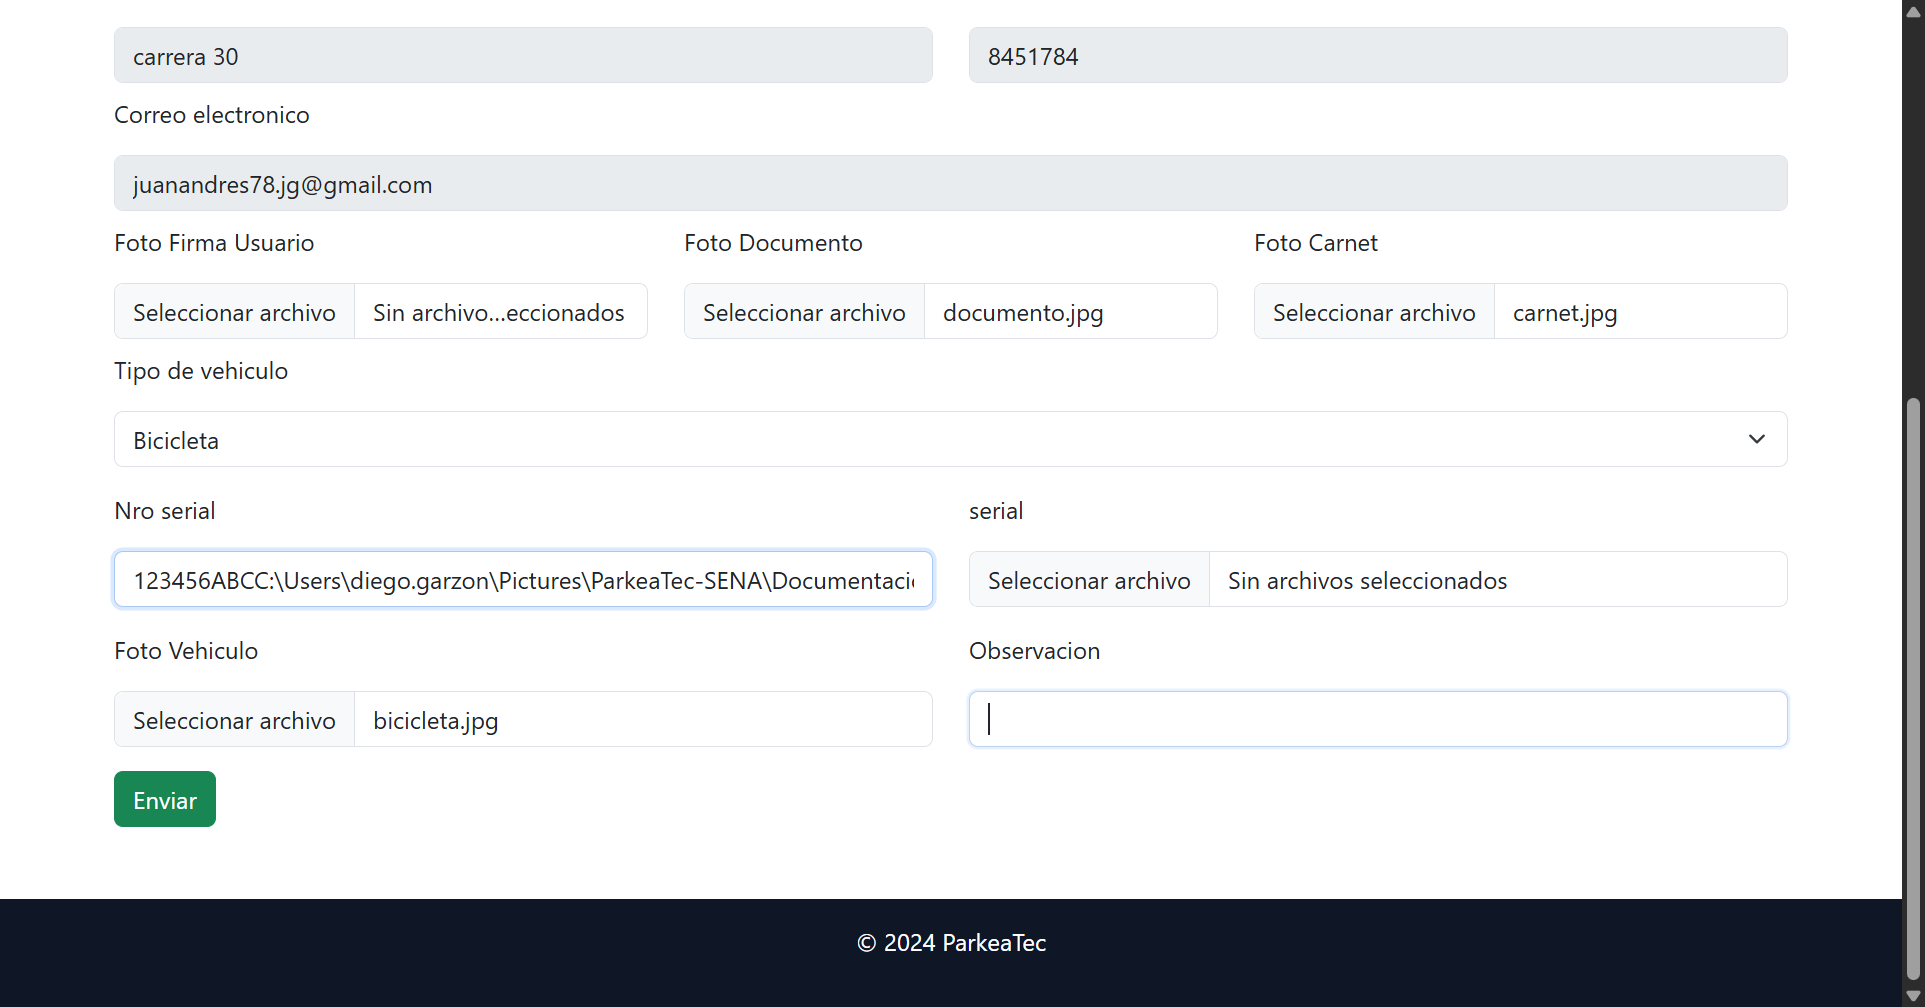 carrera 30
8451784
Correo electronico
juanandres78.jg@gmail.com
Foto Firma Usuario
Foto Documento
Foto Carnet
Seleccionar archivo Sin archivo...eccionados
Seleccionar archivo documento.jpg
Seleccionar archivo carnet.jpg
Tipo de vehiculo
Bicicleta
Nro serial
serial
123456ABCC:\Users\diego.garzon\Pictures\ParkeaTec-SENA\Documentaci
Seleccionar archivo Sin archivos seleccionados
Foto Vehiculo
Observacion
Seleccionar archivo bicicleta.jpg
Enviar
© 2024 ParkeaTec